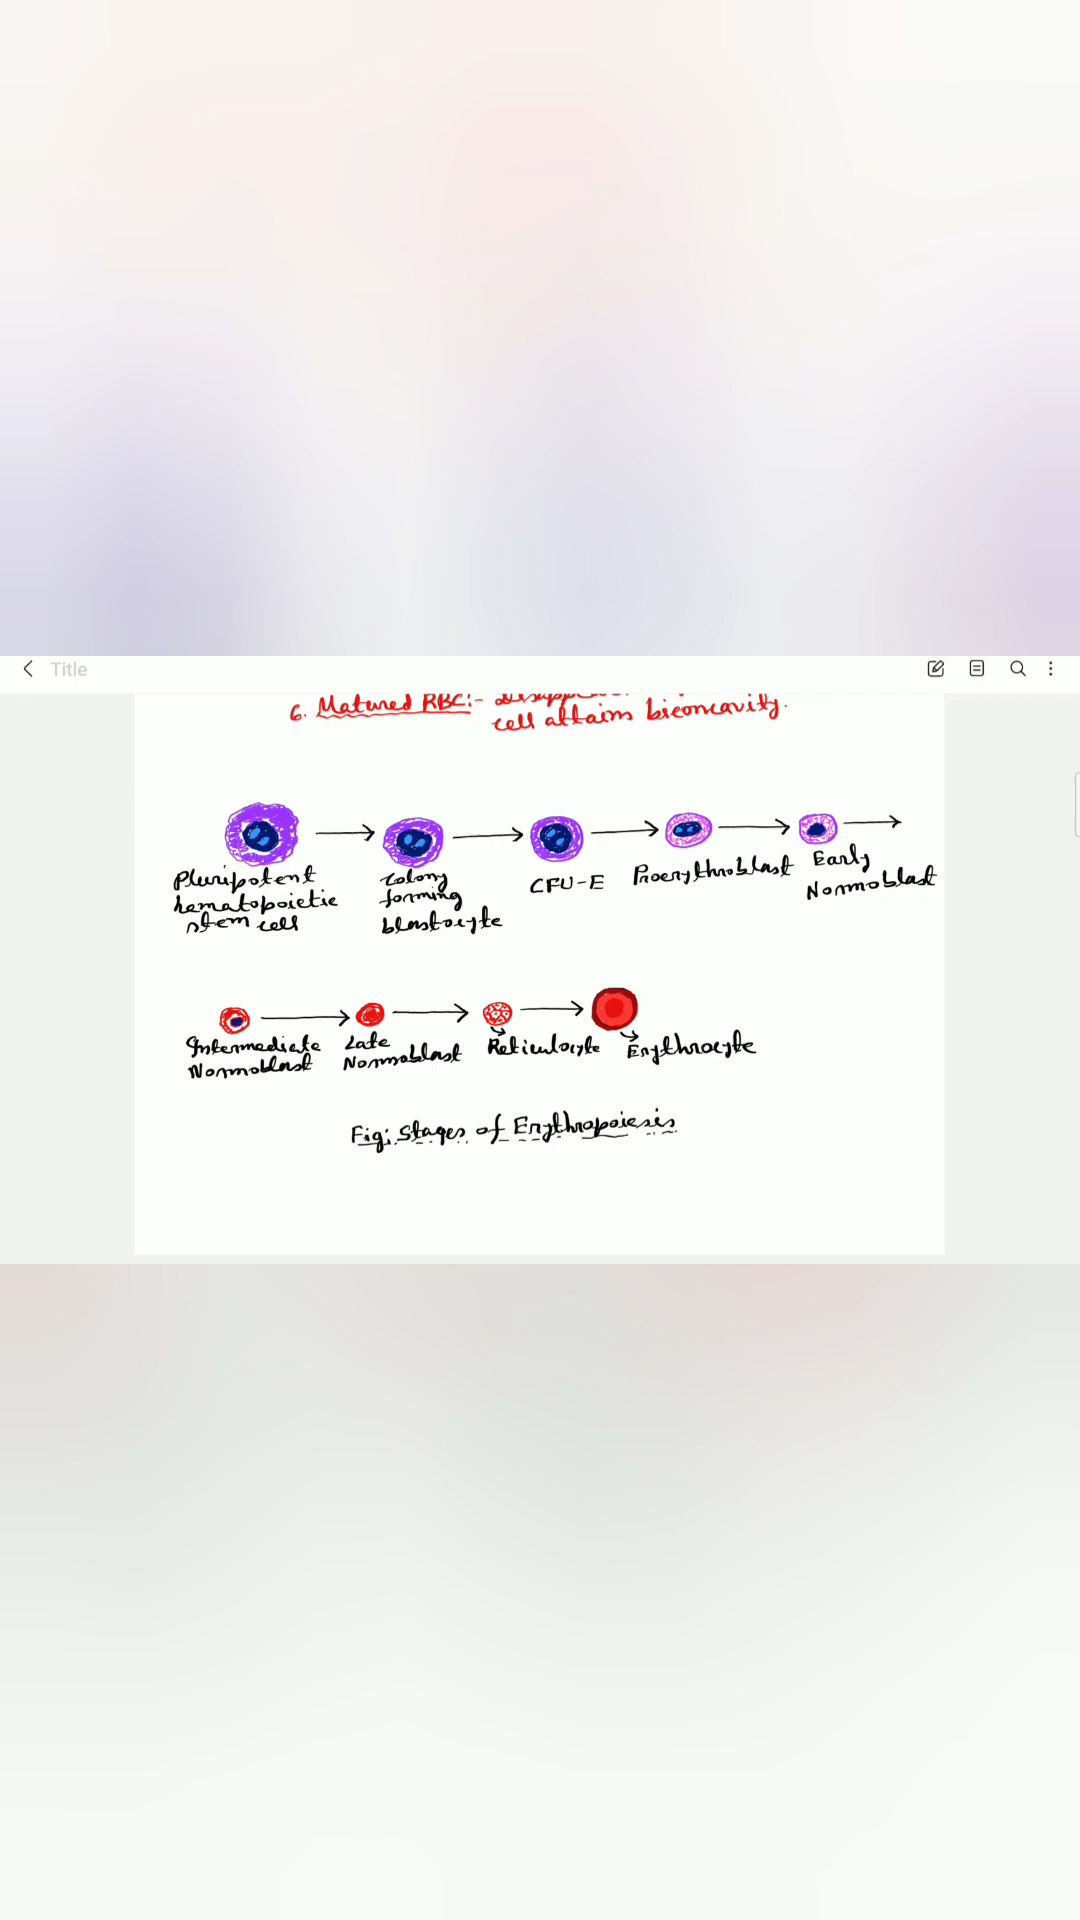 Title
6. Matured RBC:-
cell attains biconcavity.
Pluripotent
hematopoietic
stem cell
Colony
forming
blastocyte
CFU-E
Proerythroblast
Early
Normoblast
Intermediate
Normoblast
Late
Normoblast
Reticulocyte
Erythrocyte
Fig: Stages of Erythropoiesis